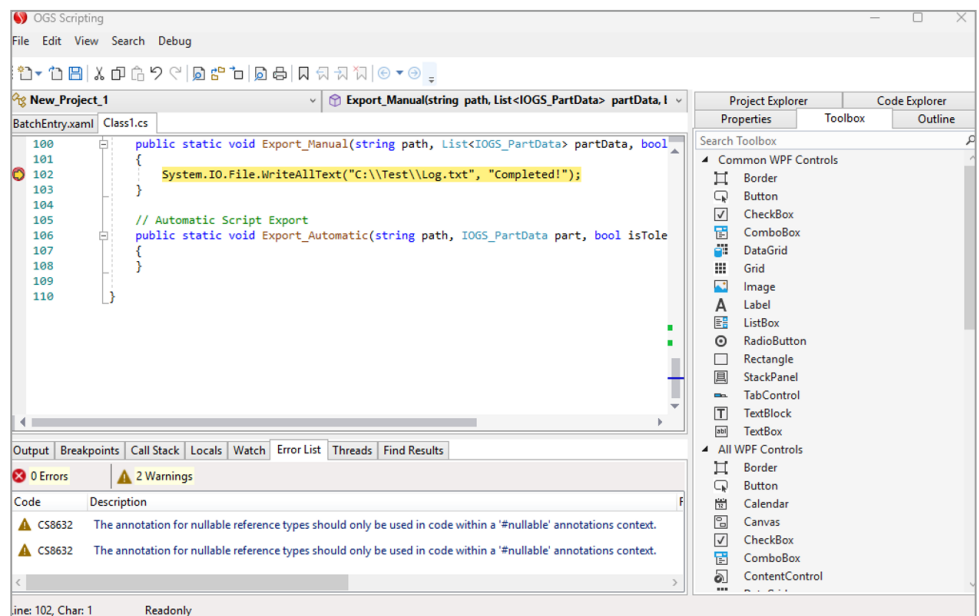 OGS Scripting
File Edit View Search Debug
New_Project_1
Export_Manual(string path, List<IOGS_PartData> partData, l
BatchEntry.xaml Class1.cs
100 public static void Export_Manual(string path, List<IOGS_PartData> partData, bool
101 {
102 System.IO.File.WriteAllText("C:\\Test\\Log.txt", "Completed!");
103 }
104
105 // Automatic Script Export
106 public static void Export_Automatic(string path, IOGS_PartData part, bool isTole
107 {
108 }
109
110 }
Output Breakpoints Call Stack Locals Watch Error List Threads Find Results
0 Errors 2 Warnings
Code Description F
CS8632 The annotation for nullable reference types should only be used in code within a '#nullable' annotations context.
CS8632 The annotation for nullable reference types should only be used in code within a '#nullable' annotations context.
ine: 102, Char: 1 Readonly
Project Explorer Code Explorer
Properties Toolbox Outline
Search Toolbox
Common WPF Controls
Border
Button
CheckBox
ComboBox
DataGrid
Grid
Image
Label
ListBox
RadioButton
Rectangle
StackPanel
TabControl
TextBlock
TextBox
All WPF Controls
Border
Button
Calendar
Canvas
CheckBox
ComboBox
ContentControl